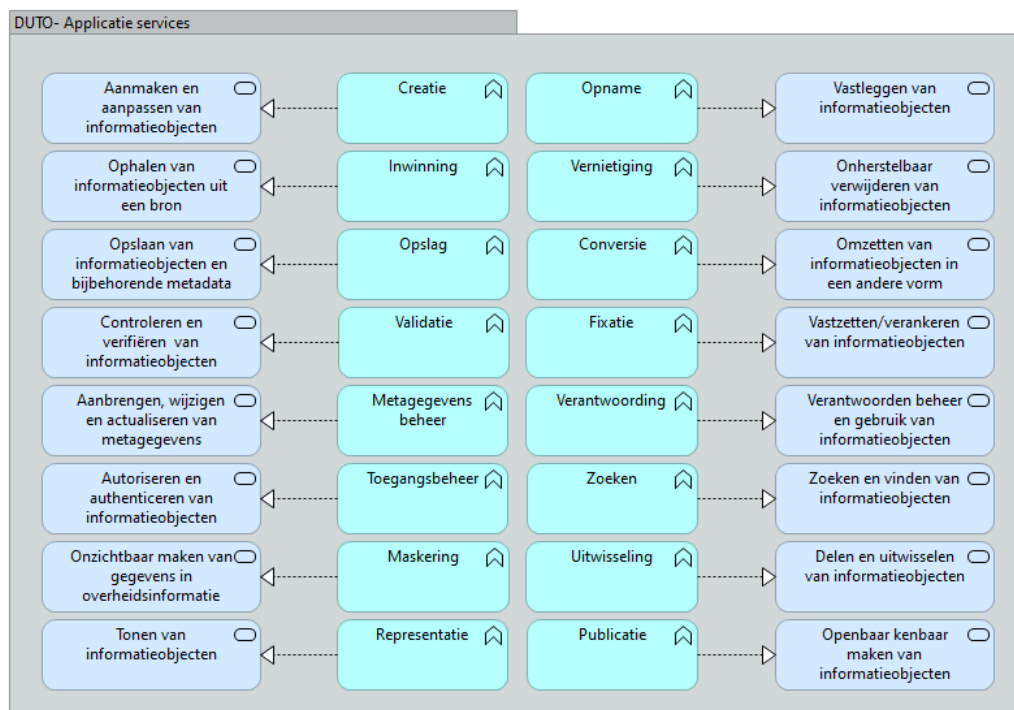 DUTO- Applicatie services
Aanmaken en
aanpassen van
informatieobjecten
Creatie
Opname
Vastleggen van
informatieobjecten
Ophalen van
informatieobjecten uit
een bron
Inwinning
Vernietiging
Onherstelbaar
verwijderen van
informatieobjecten
Opslaan van
informatieobjecten en
bijbehorende metadata
Opslag
Conversie
Omzetten van
informatieobjecten in
een andere vorm
Controleren en
verifiëren van
informatieobjecten
Validatie
Fixatie
Vastzetten/verankeren
van informatieobjecten
Aanbrengen, wijzigen
en actualiseren van
metagegevens
Metagegevens
beheer
Verantwoording
Verantwoorden beheer
en gebruik van
informatieobjecten
Autoriseren en
authenticeren van
informatieobjecten
Toegangsbeheer
Zoeken
Zoeken en vinden van
informatieobjecten
Onzichtbaar maken van
gegevens in
overheidsinformatie
Maskering
Uitwisseling
Delen en uitwisselen
van informatieobjecten
Tonen van
informatieobjecten
Representatie
Publicatie
Openbaar kenbaar
maken van
informatieobjecten